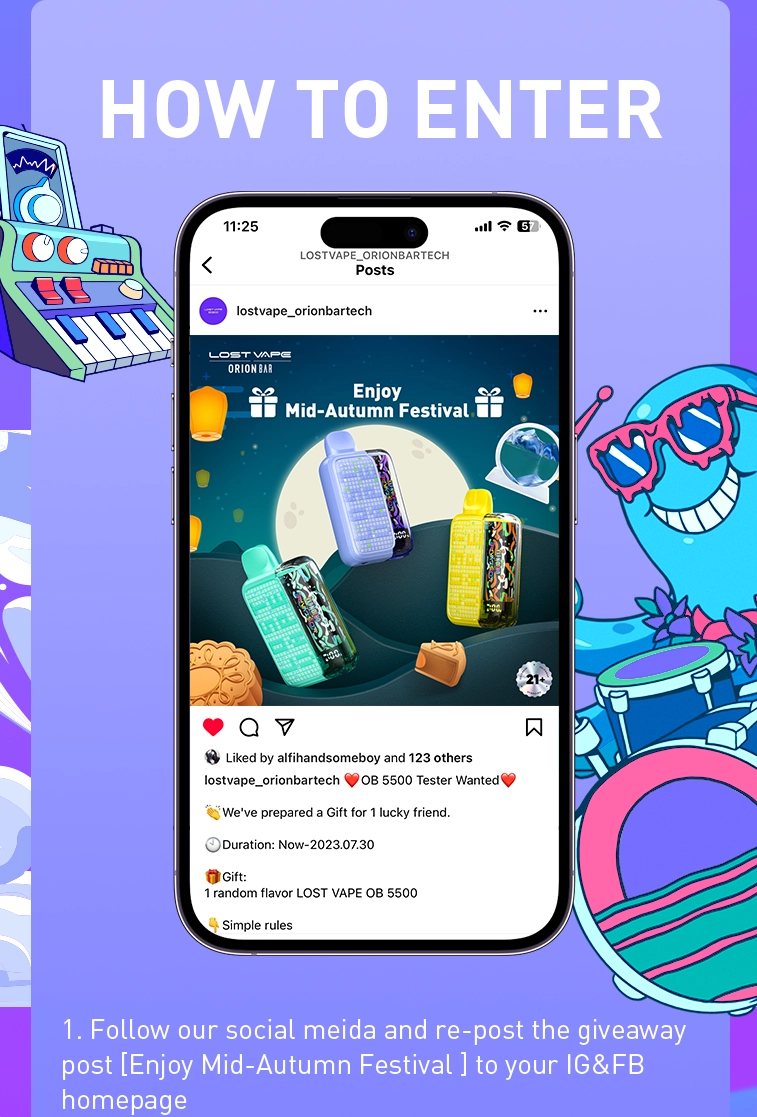 HOW TO ENTER
11:25
57
LOSTVAPE_ORIONBARTECH
Posts
lostvape_orionbartech
LOST VAPE
ORION BAR
Enjoy
Mid-Autumn Festival
21+
Liked by alfihandsomeboy and 123 others
lostvape_orionbartech ❤️OB 5500 Tester Wanted❤️
👏We've prepared a Gift for 1 lucky friend.
🕙Duration: Now-2023.07.30
🎁Gift:
1 random flavor LOST VAPE OB 5500
👇Simple rules
1. Follow our social meida and re-post the giveaway
post [Enjoy Mid-Autumn Festival ] to your IG&FB
homepage